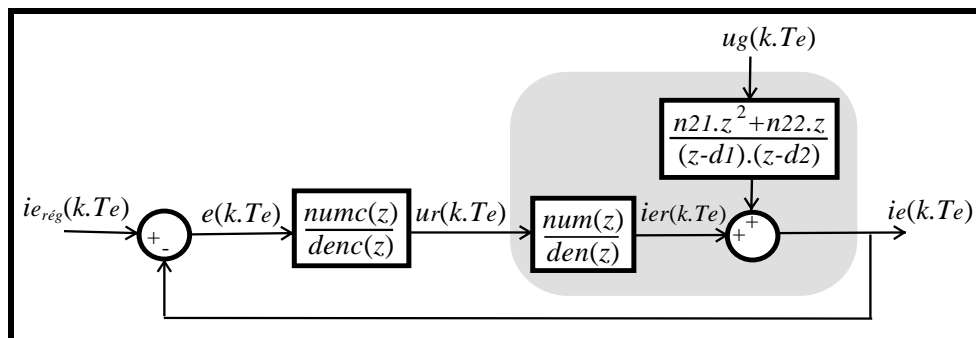 ug(k.Te)
n21.z²+n22.z
(z-d1).(z-d2)
ie_rég(k.Te)
+
-
e(k.Te)
numc(z)
denc(z)
ur(k.Te)
num(z)
den(z)
ier(k.Te)
+
+
ie(k.Te)